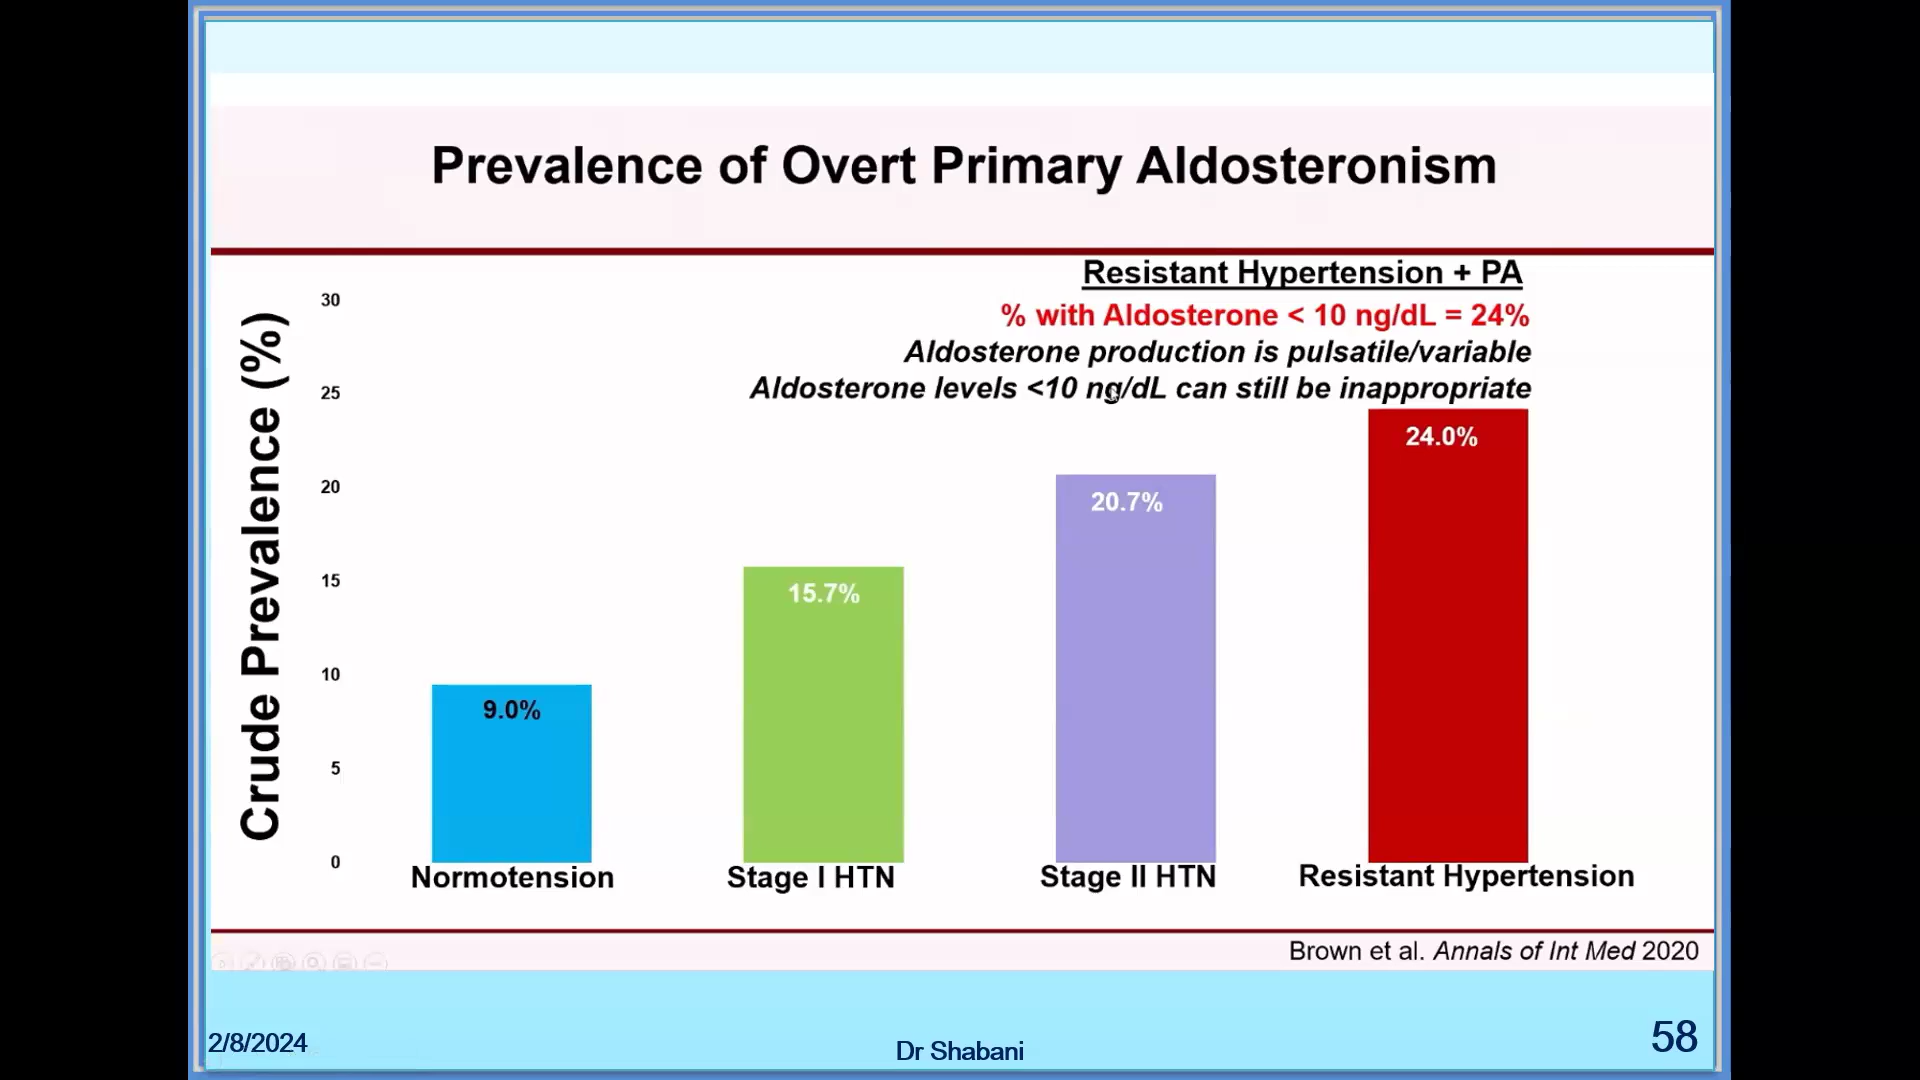 Prevalence of Overt Primary Aldosteronism
Resistant Hypertension + PA
% with Aldosterone < 10 ng/dL = 24%
Aldosterone production is pulsatile/variable
Aldosterone levels <10 ng/dL can still be inappropriate
Crude Prevalence (%)
30
25
20
15
10
5
0
9.0%
15.7%
20.7%
24.0%
Normotension
Stage I HTN
Stage II HTN
Resistant Hypertension
Brown et al. Annals of Int Med 2020
2/8/2024
Dr Shabani
58